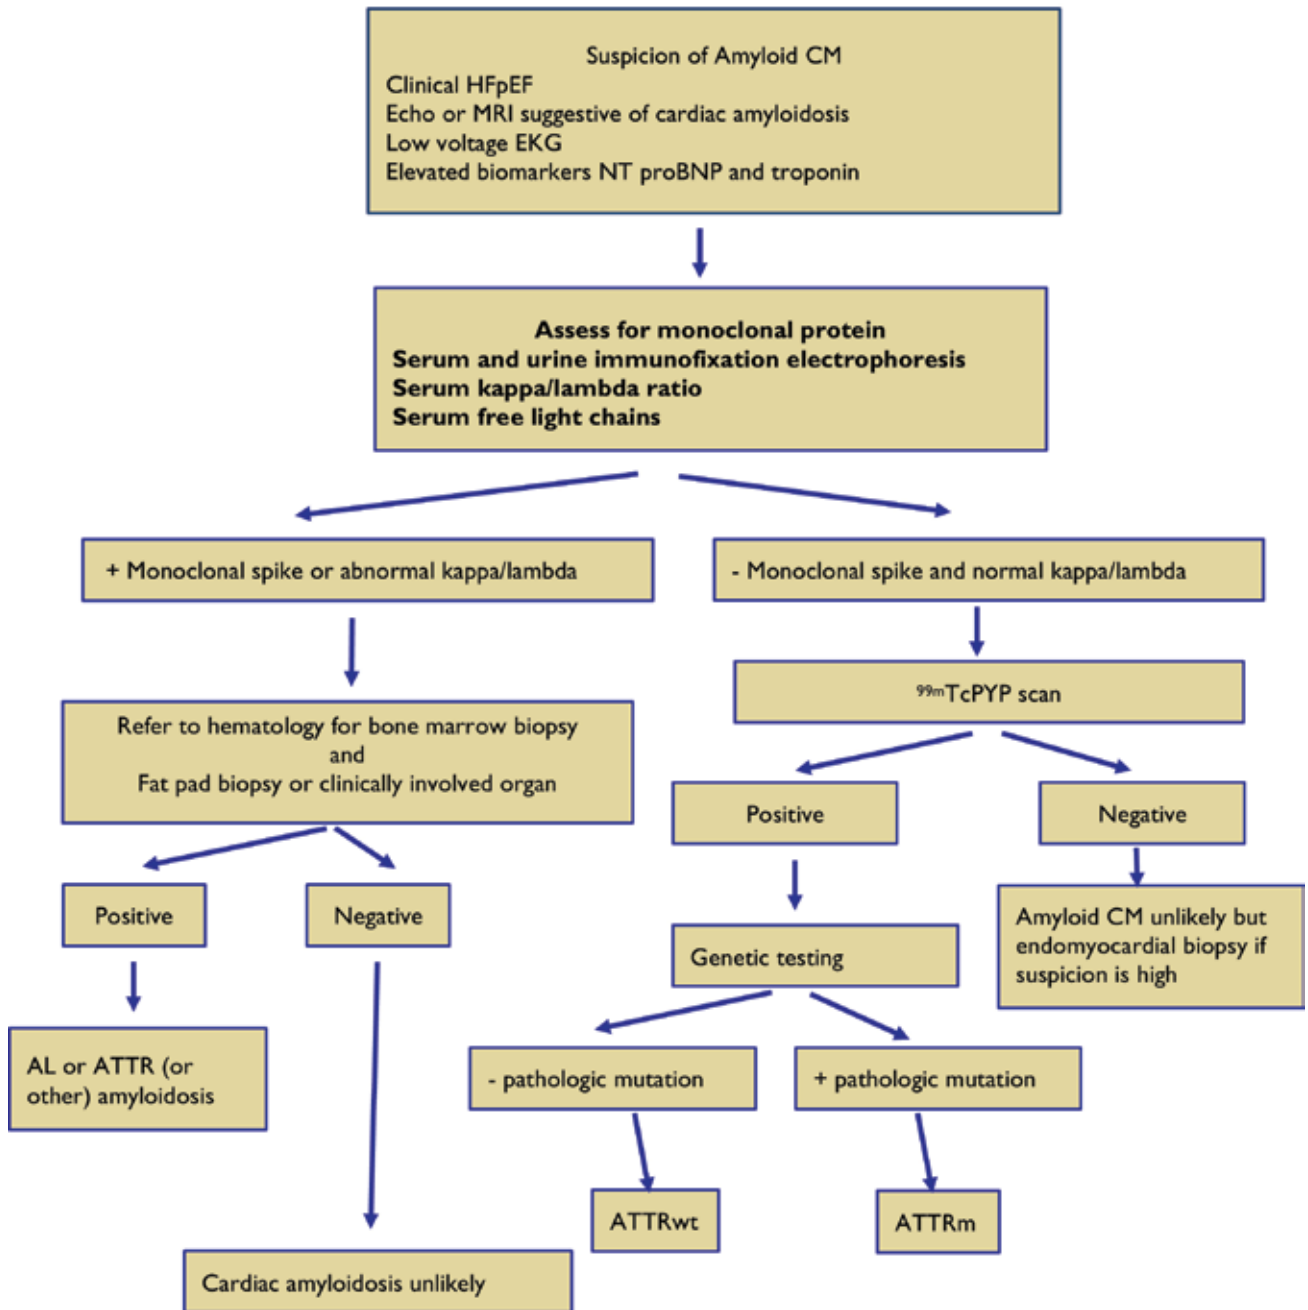 Suspicion of Amyloid CM
Clinical HFpEF
Echo or MRI suggestive of cardiac amyloidosis
Low voltage EKG
Elevated biomarkers NT proBNP and troponin
Assess for monoclonal protein
Serum and urine immunofixation electrophoresis
Serum kappa/lambda ratio
Serum free light chains
+ Monoclonal spike or abnormal kappa/lambda
- Monoclonal spike and normal kappa/lambda
99mTcPYP scan
Refer to hematology for bone marrow biopsy
and
Fat pad biopsy or clinically involved organ
Positive
Negative
Positive
Negative
Amyloid CM unlikely but
endomyocardial biopsy if
suspicion is high
Genetic testing
AL or ATTR (or
other) amyloidosis
- pathologic mutation
+ pathologic mutation
ATTRwt
ATTRm
Cardiac amyloidosis unlikely